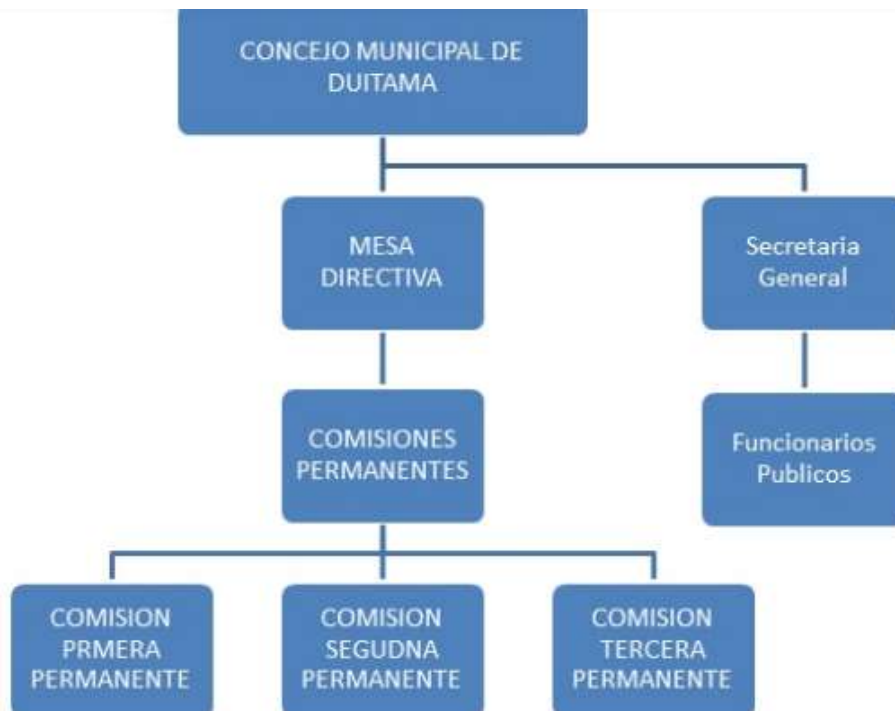 CONCEJO MUNICIPAL DE
DUITAMA
MESA
DIRECTIVA
Secretaria
General
COMISIONES
PERMANENTES
Funcionarios
Publicos
COMISION
PRMERA
PERMANENTE
COMISION
SEGUDNA
PERMANENTE
COMISION
TERCERA
PERMANENTE